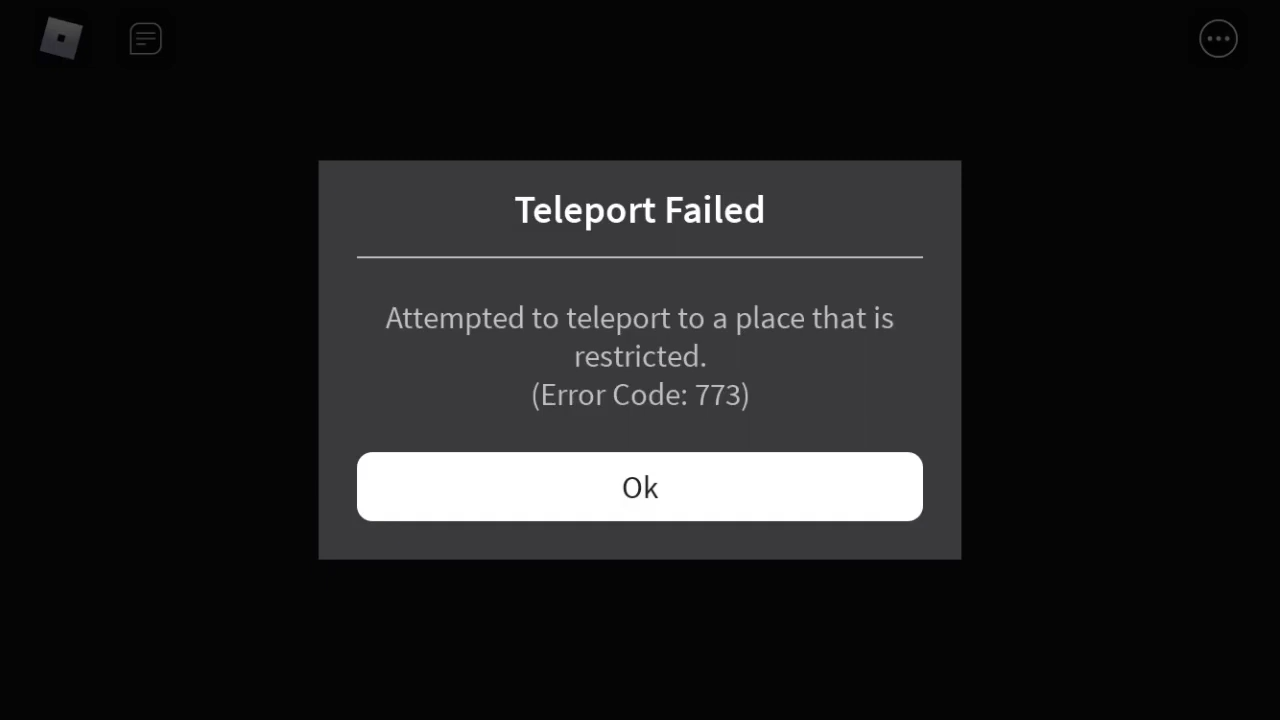 Teleport Failed
Attempted to teleport to a place that is
restricted.
(Error Code: 773)
Ok